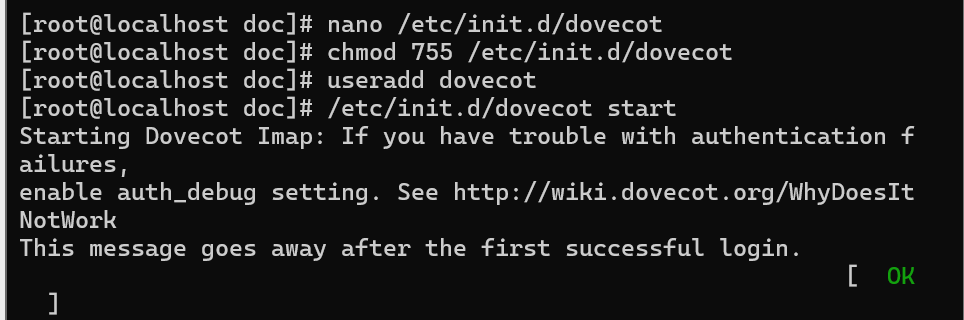 [root@localhost doc]# nano /etc/init.d/dovecot
[root@localhost doc]# chmod 755 /etc/init.d/dovecot
[root@localhost doc]# useradd dovecot
[root@localhost doc]# /etc/init.d/dovecot start
Starting Dovecot Imap: If you have trouble with authentication f
ailures,
enable auth_debug setting. See http://wiki.dovecot.org/WhyDoesIt
NotWork
This message goes away after the first successful login.
[  OK
]